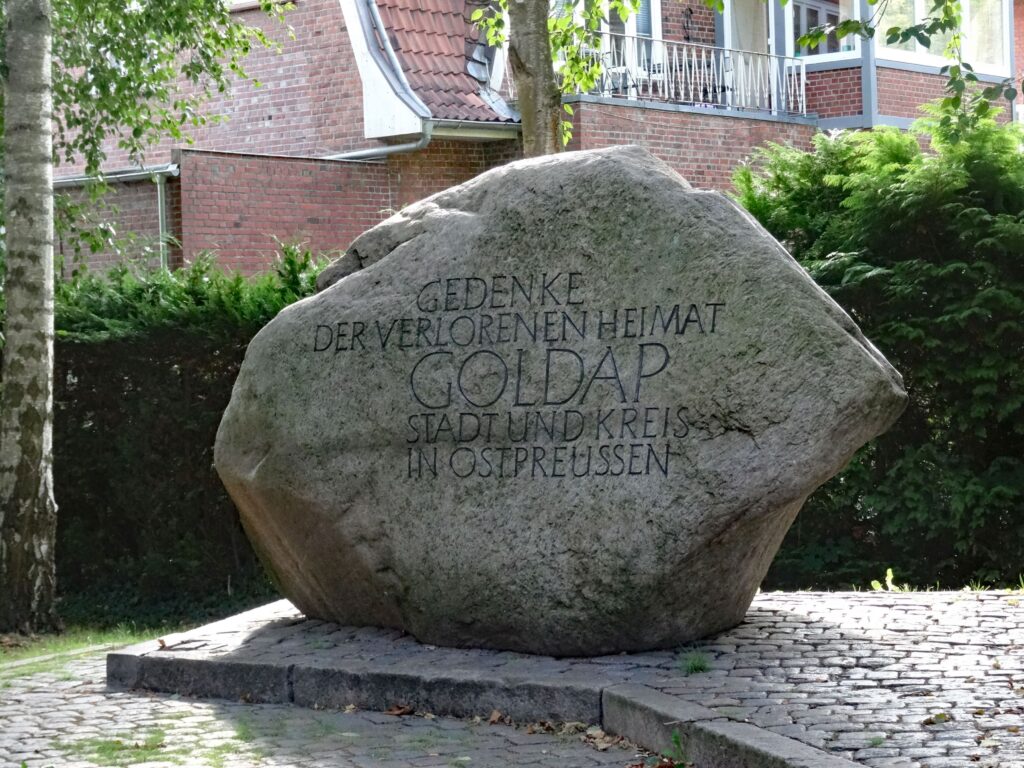 GEDENKE
DER VERLORENEN HEIMAT
GOLDAP
STADT UND KREIS
IN OSTPREUSSEN